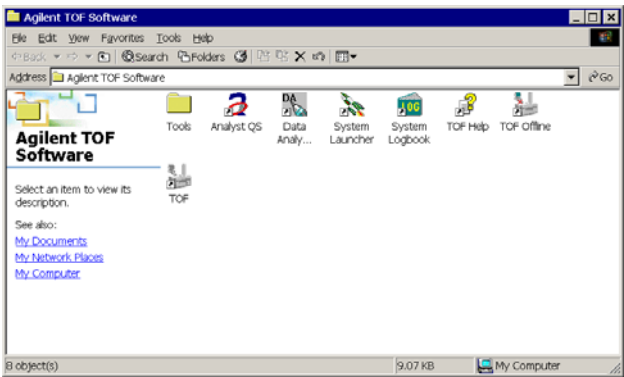 Agilent TOF Software
File Edit View Favorites Tools Help
Back Search Folders
Address Agilent TOF Software Go
Agilent TOF
Software
Select an item to view its
description.
See also:
My Documents
My Network Places
My Computer
Tools
Analyst QS
Data
Analy...
System
Launcher
System
Logbook
TOF Help
TOF Offline
TOF
8 object(s) 9.07 KB My Computer